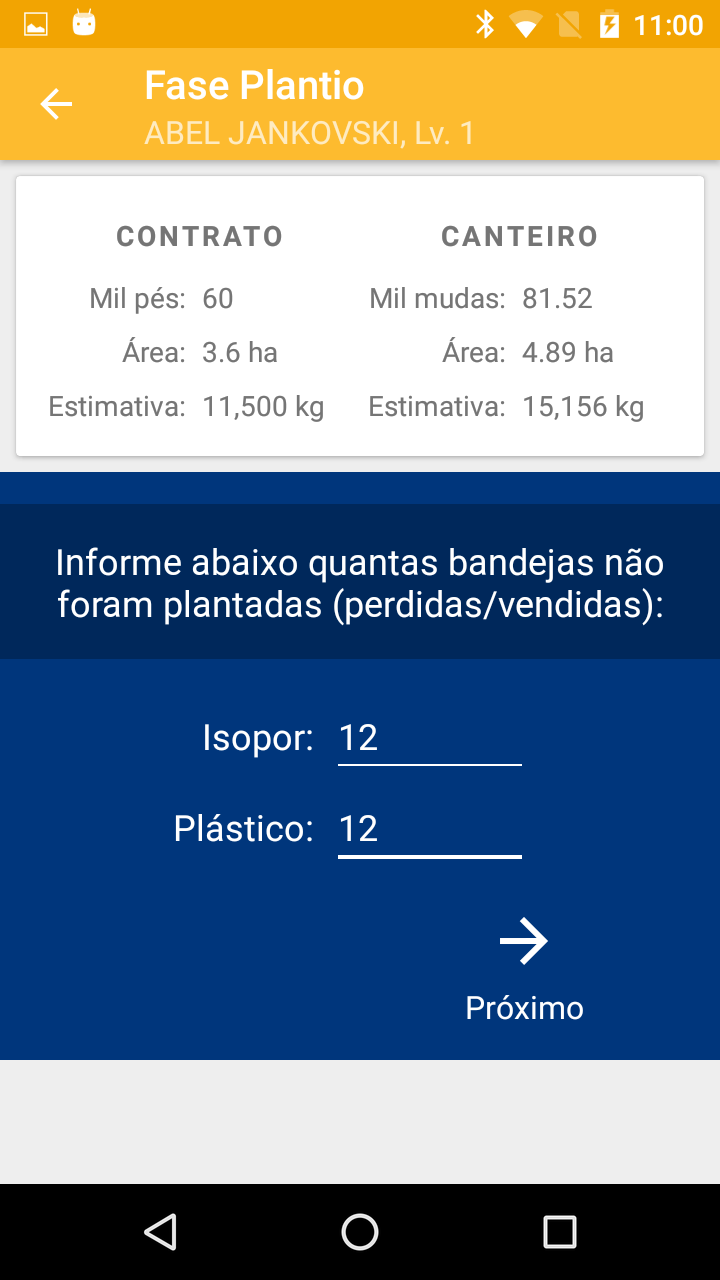 11:00
Fase Plantio
ABEL JANKOVSKI, Lv. 1
CONTRATO
Mil pés: 60
Área: 3.6 ha
Estimativa: 11,500 kg
CANTEIRO
Mil mudas: 81.52
Área: 4.89 ha
Estimativa: 15,156 kg
Informe abaixo quantas bandejas não
foram plantadas (perdidas/vendidas):
Isopor: 12
Plástico: 12
Próximo